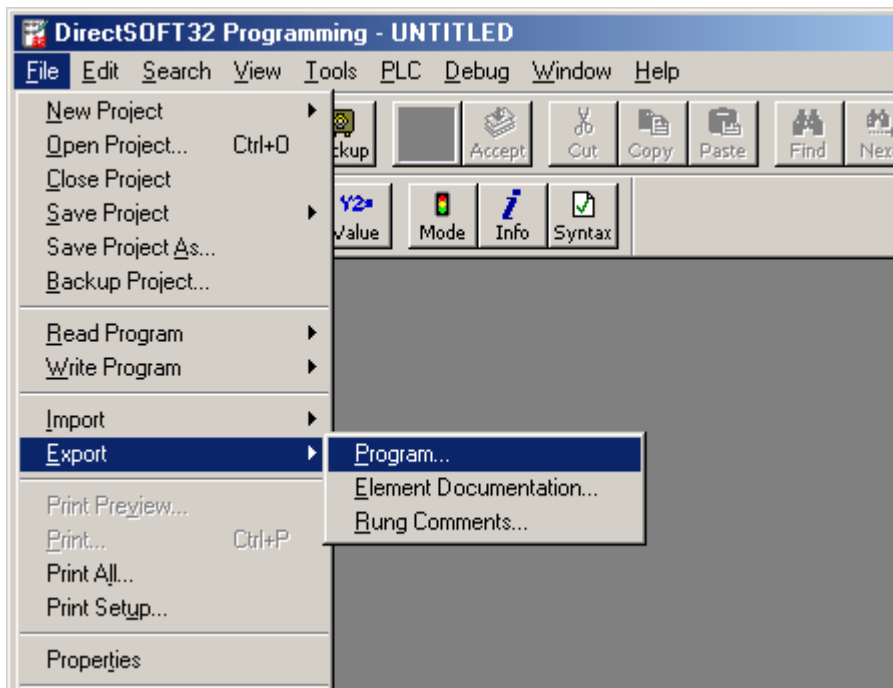 DirectSOFT32 Programming - UNTITLED
File Edit Search View Tools PLC Debug Window Help
New Project
Open Project... Ctrl+O
Close Project
Save Project
Save Project As...
Backup Project...
Read Program
Write Program
Import
Export
Print Preview...
Print... Ctrl+P
Print All...
Print Setup...
Properties
Program...
Element Documentation...
Rung Comments...
ckup Accept Cut Copy Paste Find Nex
Y2=
Value Mode Info Syntax